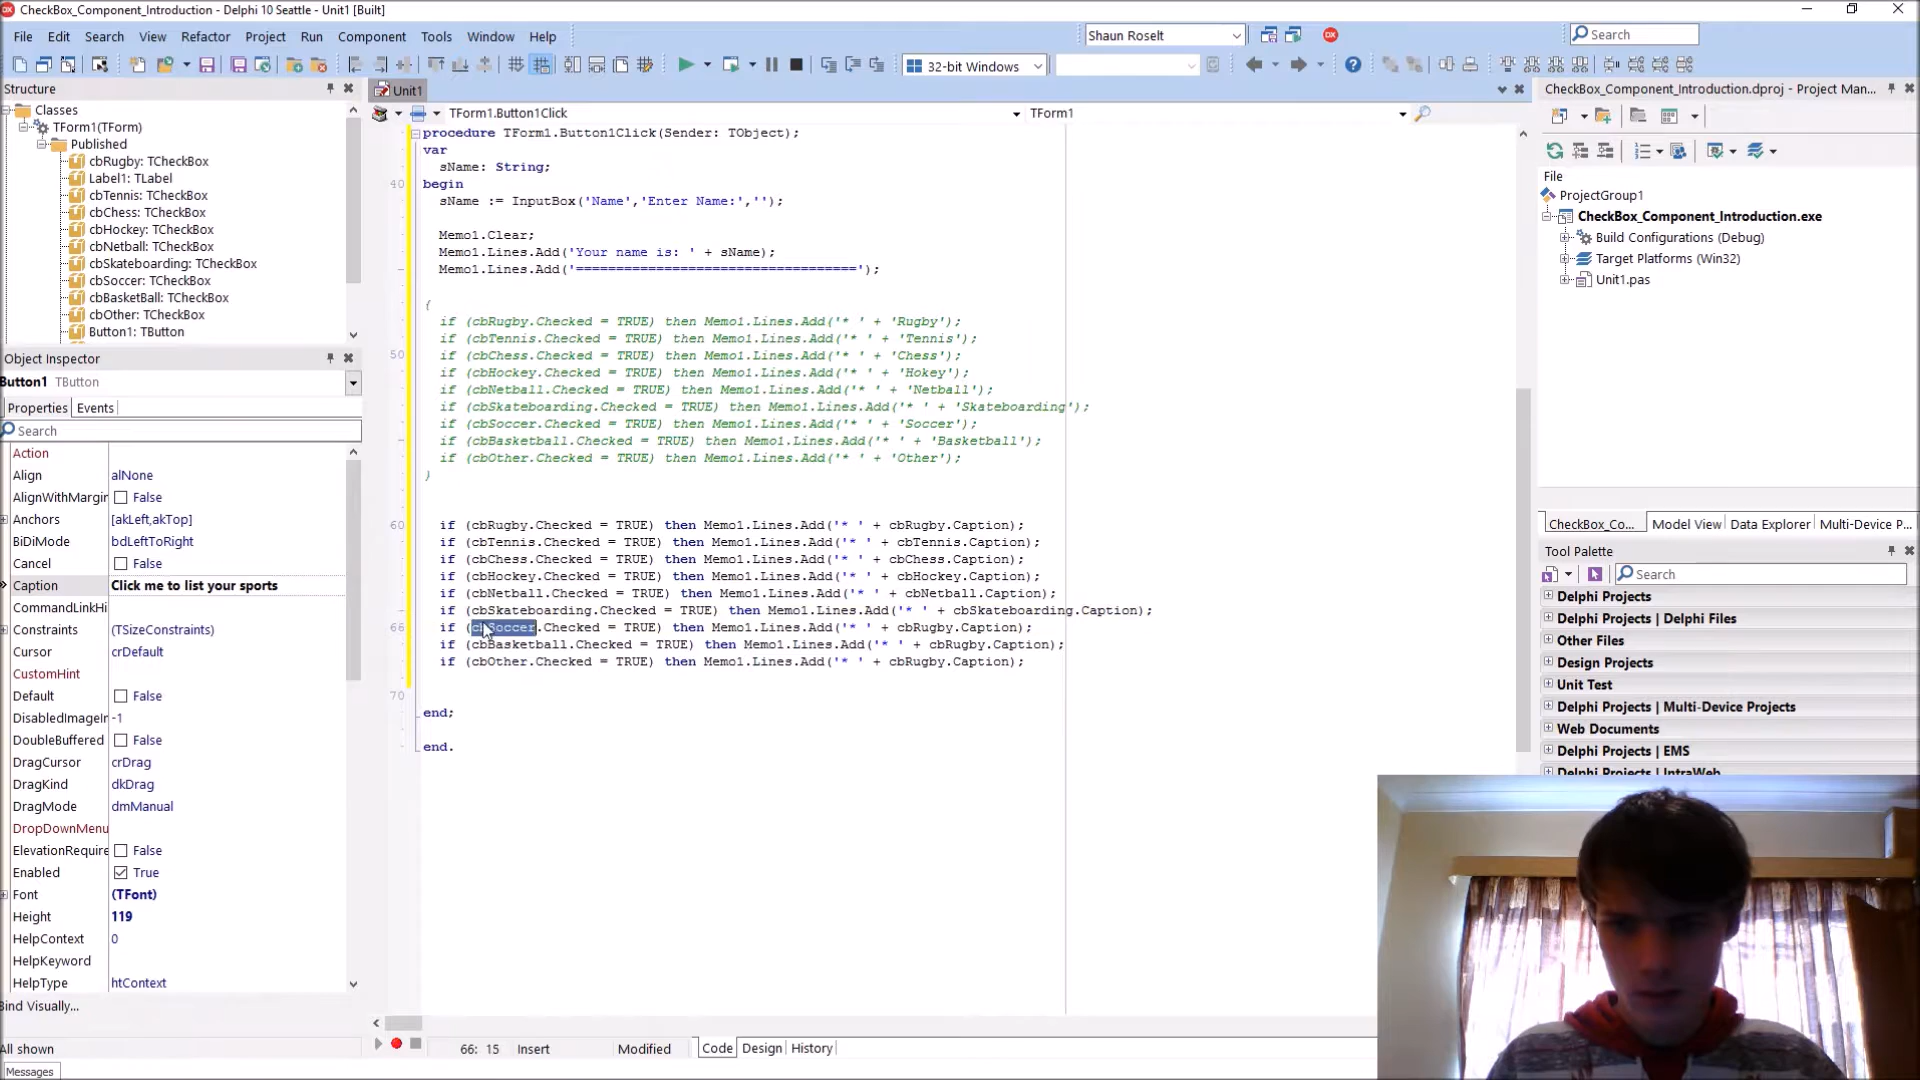 CheckBox_Component_Introduction - Delphi 10 Seattle - Unit1 [Built]
File Edit Search View Refactor Project Run Component Tools Window Help
Shaun Roselt
Search
32-bit Windows
Structure
Classes
TForm1(TForm)
Published
cbRugby: TCheckBox
Label1: TLabel
cbTennis: TCheckBox
cbChess: TCheckBox
cbHockey: TCheckBox
cbNetball: TCheckBox
cbSkateboarding: TCheckBox
cbSoccer: TCheckBox
cbBasketBall: TCheckBox
cbOther: TCheckBox
Button1: TButton
Object Inspector
Button1 TButton
Properties Events
Search
Action
Align alNone
AlignWithMargir False
Anchors [akLeft,akTop]
BiDiMode bdLeftToRight
Cancel False
Caption Click me to list your sports
CommandLinkHi
Constraints (TSizeConstraints)
Cursor crDefault
CustomHint
Default False
DisabledImageIr -1
DoubleBuffered False
DragCursor crDrag
DragKind dkDrag
DragMode dmManual
DropDownMenu
ElevationRequire False
Enabled True
Font (TFont)
Height 119
HelpContext 0
HelpKeyword
HelpType htContext
Bind Visually...
All shown
Messages
Unit1
TForm1.Button1Click TForm1
procedure TForm1.Button1Click(Sender: TObject);
var
sName: String;
40 begin
sName := InputBox('Name','Enter Name:','');
Memo1.Clear;
Memo1.Lines.Add('Your name is: ' + sName);
Memo1.Lines.Add('===================================');
{
if (cbRugby.Checked = TRUE) then Memo1.Lines.Add('* ' + 'Rugby');
if (cbTennis.Checked = TRUE) then Memo1.Lines.Add('* ' + 'Tennis');
50 if (cbChess.Checked = TRUE) then Memo1.Lines.Add('* ' + 'Chess');
if (cbHockey.Checked = TRUE) then Memo1.Lines.Add('* ' + 'Hokey');
if (cbNetball.Checked = TRUE) then Memo1.Lines.Add('* ' + 'Netball');
if (cbSkateboarding.Checked = TRUE) then Memo1.Lines.Add('* ' + 'Skateboarding');
if (cbSoccer.Checked = TRUE) then Memo1.Lines.Add('* ' + 'Soccer');
if (cbBasketball.Checked = TRUE) then Memo1.Lines.Add('* ' + 'Basketball');
if (cbOther.Checked = TRUE) then Memo1.Lines.Add('* ' + 'Other');
}
60 if (cbRugby.Checked = TRUE) then Memo1.Lines.Add('* ' + cbRugby.Caption);
if (cbTennis.Checked = TRUE) then Memo1.Lines.Add('* ' + cbTennis.Caption);
if (cbChess.Checked = TRUE) then Memo1.Lines.Add('* ' + cbChess.Caption);
if (cbHockey.Checked = TRUE) then Memo1.Lines.Add('* ' + cbHockey.Caption);
if (cbNetball.Checked = TRUE) then Memo1.Lines.Add('* ' + cbNetball.Caption);
if (cbSkateboarding.Checked = TRUE) then Memo1.Lines.Add('* ' + cbSkateboarding.Caption);
66 if (cbSoccer.Checked = TRUE) then Memo1.Lines.Add('* ' + cbRugby.Caption);
if (cbBasketball.Checked = TRUE) then Memo1.Lines.Add('* ' + cbRugby.Caption);
if (cbOther.Checked = TRUE) then Memo1.Lines.Add('* ' + cbRugby.Caption);
70
end;
end.
66: 15 Insert Modified Code Design History
CheckBox_Component_Introduction.dproj - Project Man...
File
ProjectGroup1
CheckBox_Component_Introduction.exe
Build Configurations (Debug)
Target Platforms (Win32)
Unit1.pas
CheckBox_Co... Model View Data Explorer Multi-Device P...
Tool Palette
Search
Delphi Projects
Delphi Projects | Delphi Files
Other Files
Design Projects
Unit Test
Delphi Projects | Multi-Device Projects
Web Documents
Delphi Projects | EMS
Delphi Projects | IntraWeb